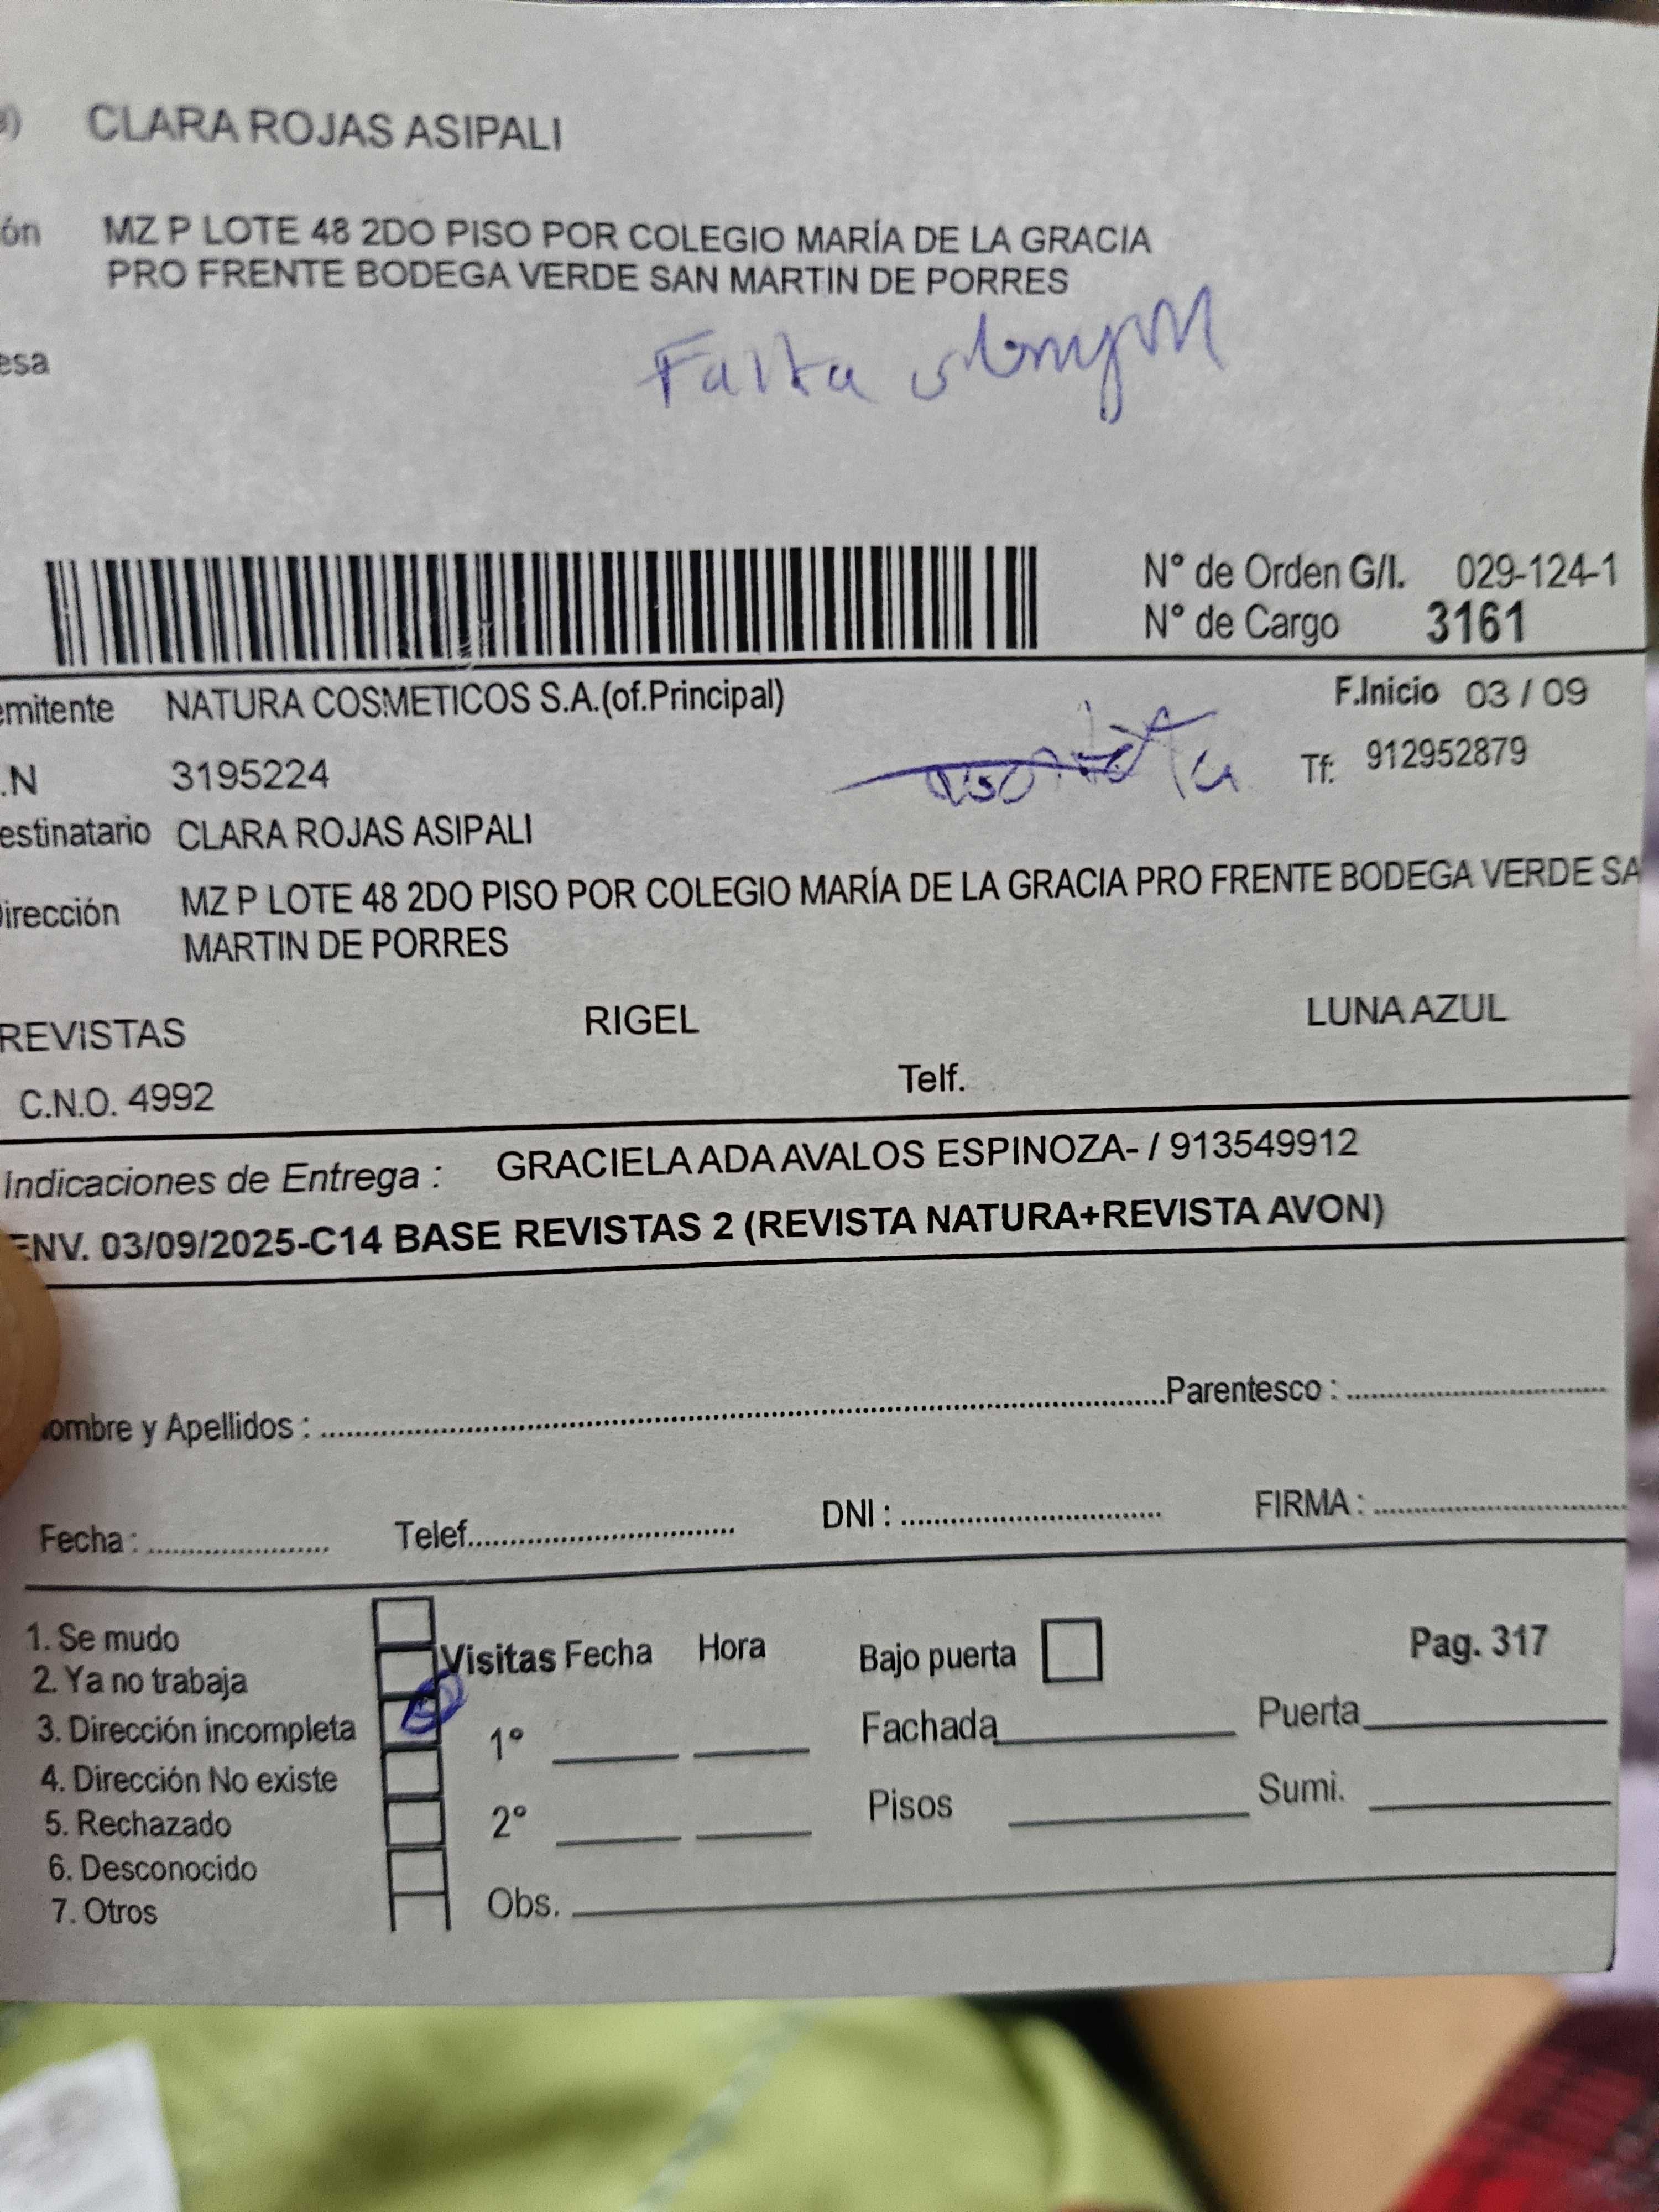 CLARA ROJAS ASIPALI
ón MZ P LOTE 48 2DO PISO POR COLEGIO MARÍA DE LA GRACIA
PRO FRENTE BODEGA VERDE SAN MARTIN DE PORRES
Falta
esa
N° de Orden G/I. 029-124-1
N° de Cargo 3161
emitente NATURA COSMETICOS S.A.(of.Principal) F.Inicio 03 / 09
.N 3195224 Tf: 912952879
estinatario CLARA ROJAS ASIPALI
irección MZ P LOTE 48 2DO PISO POR COLEGIO MARÍA DE LA GRACIA PRO FRENTE BODEGA VERDE SA
MARTIN DE PORRES
REVISTAS RIGEL LUNA AZUL
C.N.O. 4992 Telf.
Indicaciones de Entrega : GRACIELA ADA AVALOS ESPINOZA- / 913549912
ENV. 03/09/2025-C14 BASE REVISTAS 2 (REVISTA NATURA+REVISTA AVON)
ombre y Apellidos : Parentesco :
Fecha : Telef. DNI : FIRMA :
1. Se mudo Visitas Fecha Hora Bajo puerta Pag. 317
2. Ya no trabaja
3. Dirección incompleta 1° Fachada Puerta
4. Dirección No existe
5. Rechazado 2° Pisos Sumi.
6. Desconocido
7. Otros Obs.